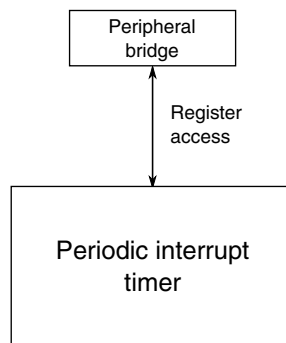 Peripheral
bridge
Register
access
Periodic interrupt
timer